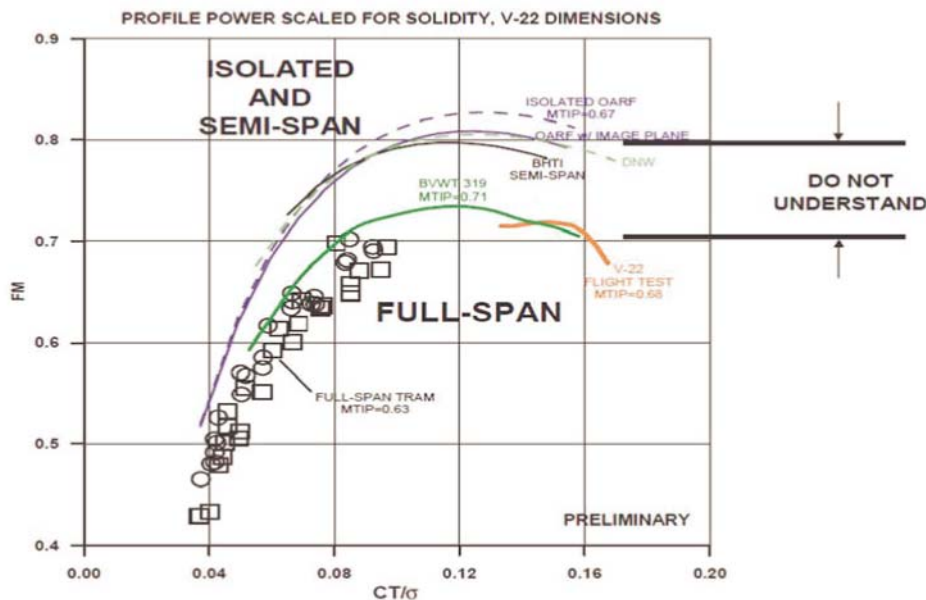 PROFILE POWER SCALED FOR SOLIDITY, V-22 DIMENSIONS
0.9
ISOLATED
AND
SEMI-SPAN
ISOLATED OARF
MTIP=0.67
0.8
OARF w/ IMAGE PLANE
BHTI
SEMI-SPAN
DNW
DO NOT
UNDERSTAND
BVWT 319
MTIP=0.71
0.7
V-22
FLIGHT TEST
MTIP=0.68
FM
FULL-SPAN
0.6
FULL-SPAN TRAM
MTIP=0.63
0.5
PRELIMINARY
0.4
0.00 0.04 0.08 0.12 0.16 0.20
CT/σ